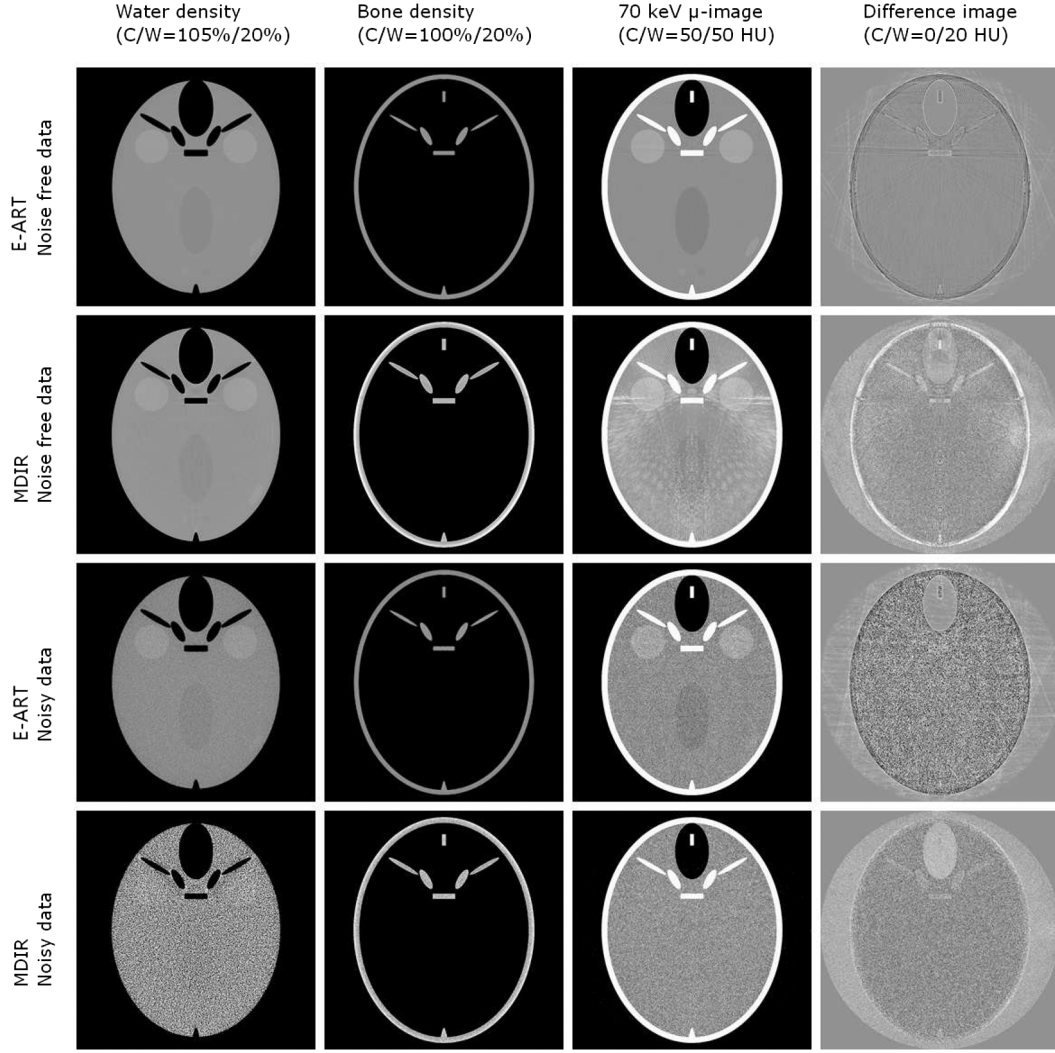 Water density
(C/W=105%/20%)
Bone density
(C/W=100%/20%)
70 keV μ-image
(C/W=50/50 HU)
Difference image
(C/W=0/20 HU)
E-ART
Noise free data
MDIR
Noise free data
E-ART
Noisy data
MDIR
Noisy data